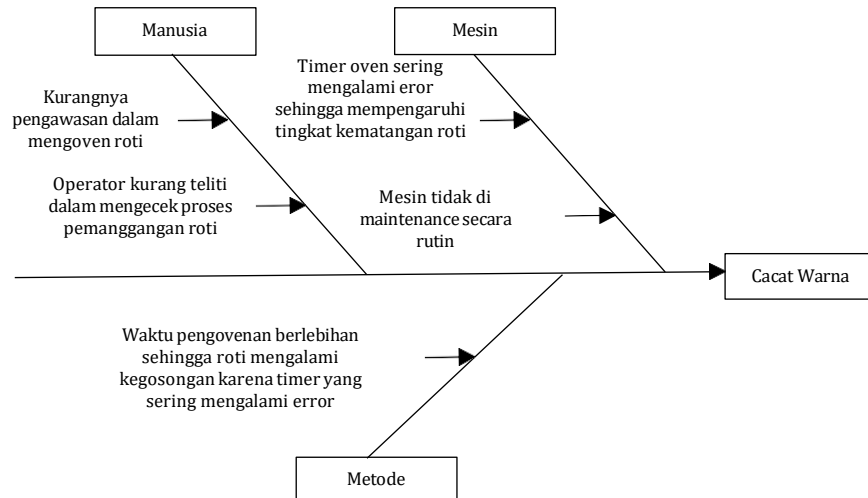 Manusia
Mesin
Kurangnya
pengawasan dalam
mengoven roti
Operator kurang teliti
dalam mengecek proses
pemanggangan roti
Timer oven sering
mengalami eror
sehingga mempengaruhi
tingkat kematangan roti
Mesin tidak di
maintenance secara
rutin
Cacat Warna
Waktu pengovenan berlebihan
sehingga roti mengalami
kegosongan karena timer yang
sering mengalami error
Metode